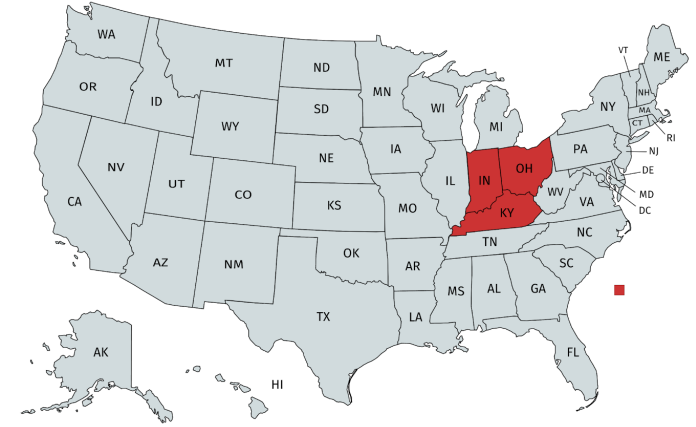 WA
MT
ND
MN
OR
ID
SD
WI
MI
VT
ME
NH
NY
MA
CT
RI
WY
IA
NE
PA
NJ
NV
UT
CO
IL
IN
OH
WV
DE
MD
DC
CA
KS
MO
KY
VA
AZ
NM
OK
AR
TN
NC
SC
TX
LA
MS
AL
GA
AK
HI
FL